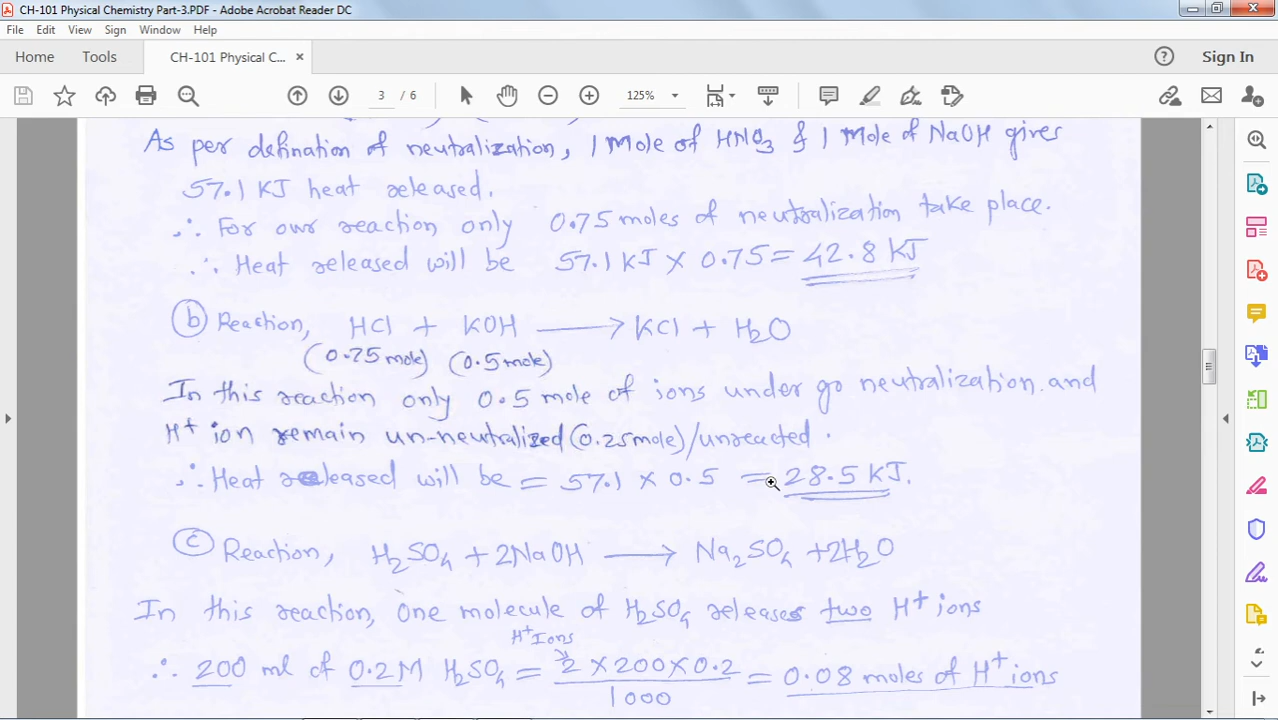 CH-101 Physical Chemistry Part-3.PDF - Adobe Acrobat Reader DC
File Edit View Sign Window Help
Home Tools CH-101 Physical C... × Sign In
3 / 6 125%
As per defination of neutralization, 1 Mole of HNO3 & 1 Mole of NaOH gives
57.1 KJ heat released.
∴ For our reaction only 0.75 moles of neutralization take place.
∴ Heat released will be 57.1 KJ × 0.75 = 42.8 KJ
(b) Reaction, HCl + KOH → KCl + H2O
(0.75 mole) (0.5 mole)
In this reaction only 0.5 mole of ions under go neutralization and
H+ ion remain un-neutralized (0.25 mole)/unreacted.
∴ Heat released will be = 57.1 × 0.5 = 28.5 KJ.
(c) Reaction, H2SO4 + 2NaOH → Na2SO4 + 2H2O
In this reaction, One molecule of H2SO4 releases two H+ ions
H+ Ions
∴ 200 ml of 0.2 M H2SO4 = 2 × 200 × 0.2 / 1000 = 0.08 moles of H+ ions